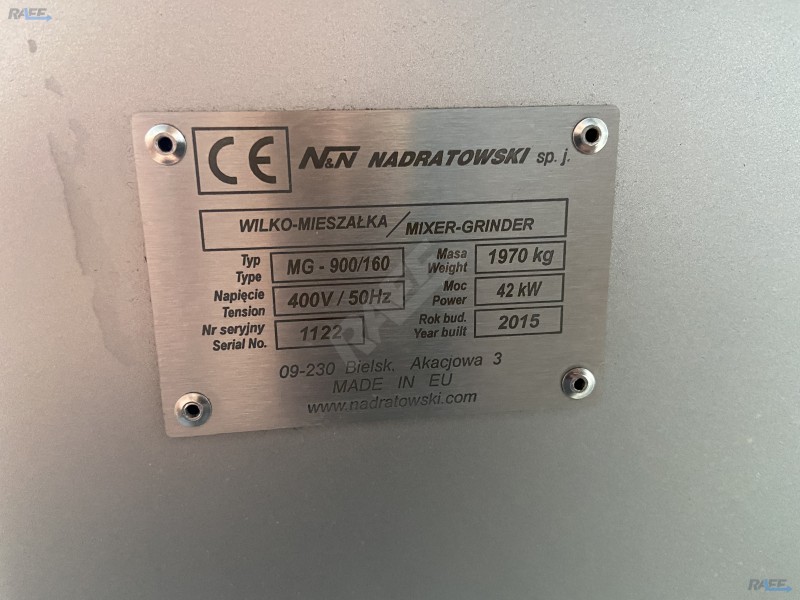 RAEE
CE N&N NADRATOWSKI sp. j.
WILKO-MIESZAŁKA / MIXER-GRINDER
Typ
Type
MG - 900/160
Masa
Weight
1970 kg
Napięcie
Tension
400V / 50Hz
Moc
Power
42 kW
Nr seryjny
Serial No.
1122
Rok bud.
Year built
2015
09-230 Bielsk. Akacjowa 3
MADE IN EU
www.nadratowski.com
RAEE
RAEE
RAEE